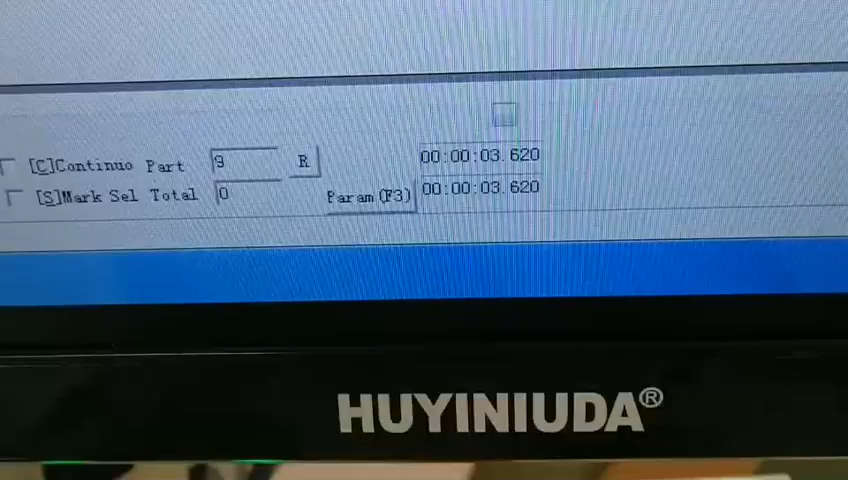 [C]Continuo Part 9 R 00:00:03.620
[S]Mark Sel Total 0 Param(F3) 00:00:03.620
HUYINIUDA®